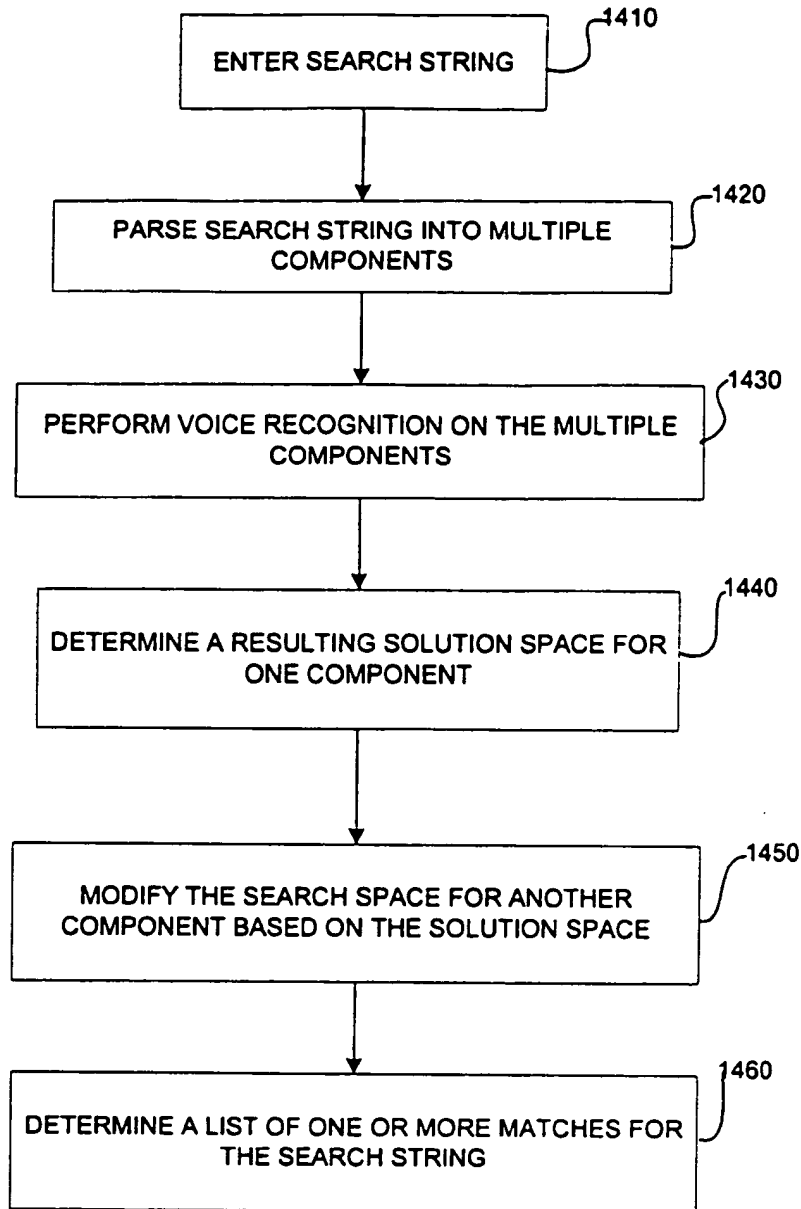 1410
ENTER SEARCH STRING
1420
PARSE SEARCH STRING INTO MULTIPLE
COMPONENTS
1430
PERFORM VOICE RECOGNITION ON THE MULTIPLE
COMPONENTS
1440
DETERMINE A RESULTING SOLUTION SPACE FOR
ONE COMPONENT
1450
MODIFY THE SEARCH SPACE FOR ANOTHER
COMPONENT BASED ON THE SOLUTION SPACE
1460
DETERMINE A LIST OF ONE OR MORE MATCHES FOR
THE SEARCH STRING